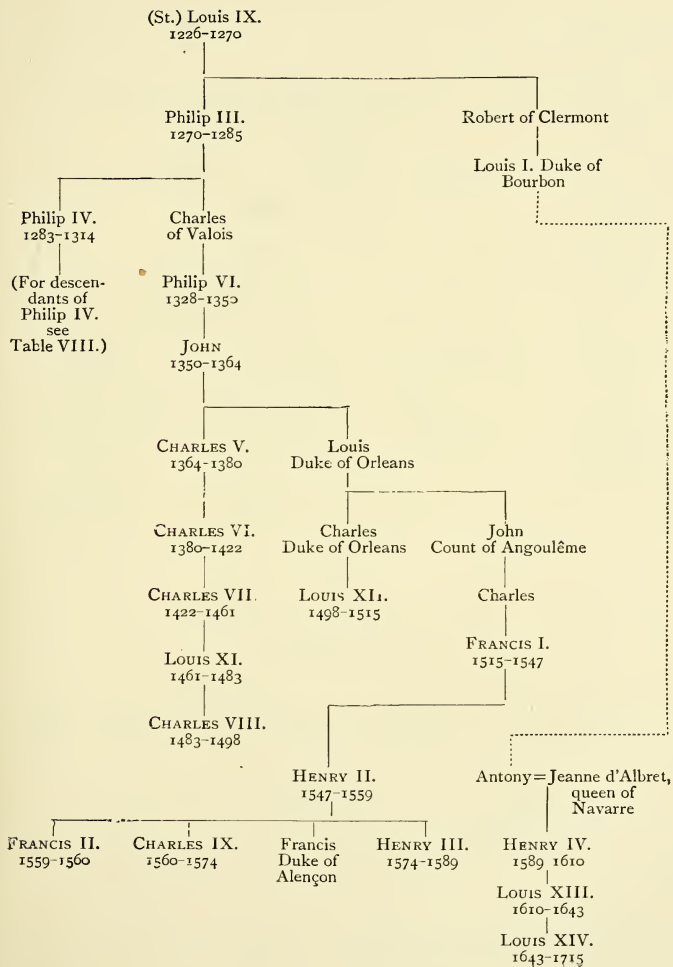 (St.) Louis IX.
1226-1270
Philip III.
1270-1285
Robert of Clermont
Louis I. Duke of
Bourbon
Philip IV.
1283-1314
Charles
of Valois
(For descen-
dants of
Philip IV.
see
Table VIII.)
Philip VI.
1328-1350
JOHN
1350-1364
CHARLES V.
1364-1380
Louis
Duke of Orleans
CHARLES VI.
1380-1422
Charles
Duke of Orleans
John
Count of Angoulême
CHARLES VII.
1422-1461
LOUIS XII.
1498-1515
Charles
LOUIS XI.
1461-1483
FRANCIS I.
1515-1547
CHARLES VIII.
1483-1498
HENRY II.
1547-1559
Antony=Jeanne d'Albret,
queen of
Navarre
FRANCIS II.
1559-1560
CHARLES IX.
1560-1574
Francis
Duke of
Alençon
HENRY III.
1574-1589
HENRY IV.
1589 1610
LOUIS XIII.
1610-1643
LOUIS XIV.
1643-1715